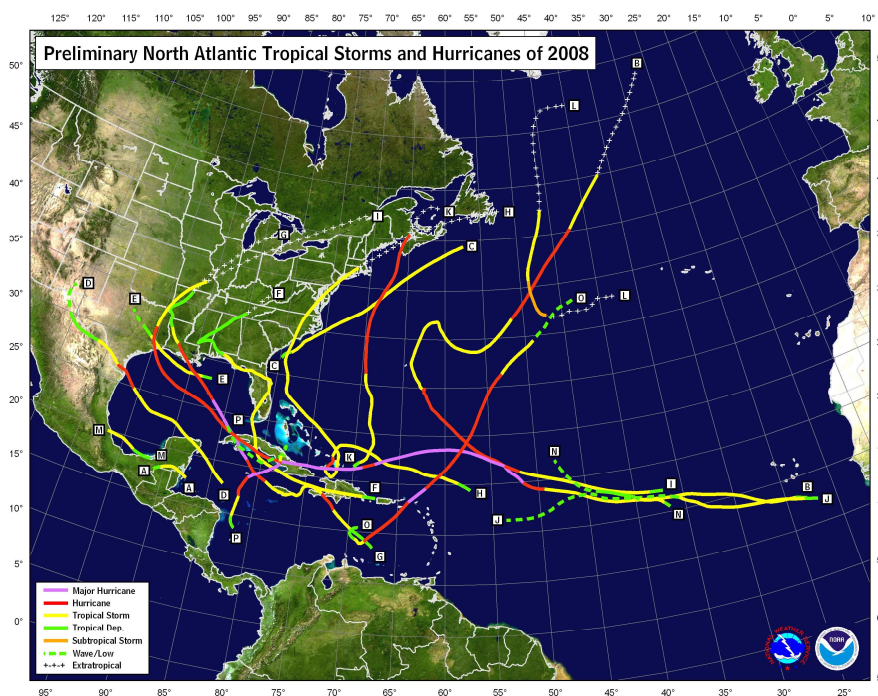 125° 120° 115° 110° 105° 100° 95° 90° 85° 80° 75° 70° 65° 60° 55° 50° 45° 40° 35° 30° 25° 20° 15° 10° 5° 0° 5° 10°
Preliminary North Atlantic Tropical Storms and Hurricanes of 2008
50°
45°
40°
35°
30°
25°
20°
15°
10°
5°
0°
B
L
I
K
H
G
C
D
E
F
O
L
C
E
P
M
M
A
A
D
P
K
F
H
O
G
N
I
N
J
B
J
Major Hurricane
Hurricane
Tropical Storm
Tropical Dep.
Subtropical Storm
Wave/Low
Extratropical
NOAA
95° 90° 85° 80° 75° 70° 65° 60° 55° 50° 45° 40° 35° 30° 25°